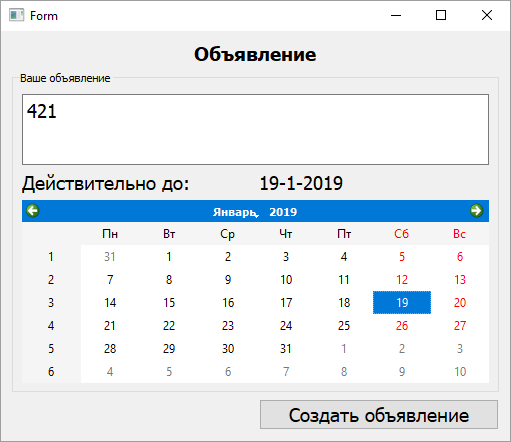 Form
Объявление
Ваше объявление
421
Действительно до: 19-1-2019
Январь, 2019
Пн Вт Ср Чт Пт Сб Вс
1 31 1 2 3 4 5 6
2 7 8 9 10 11 12 13
3 14 15 16 17 18 19 20
4 21 22 23 24 25 26 27
5 28 29 30 31 1 2 3
6 4 5 6 7 8 9 10
Создать объявление